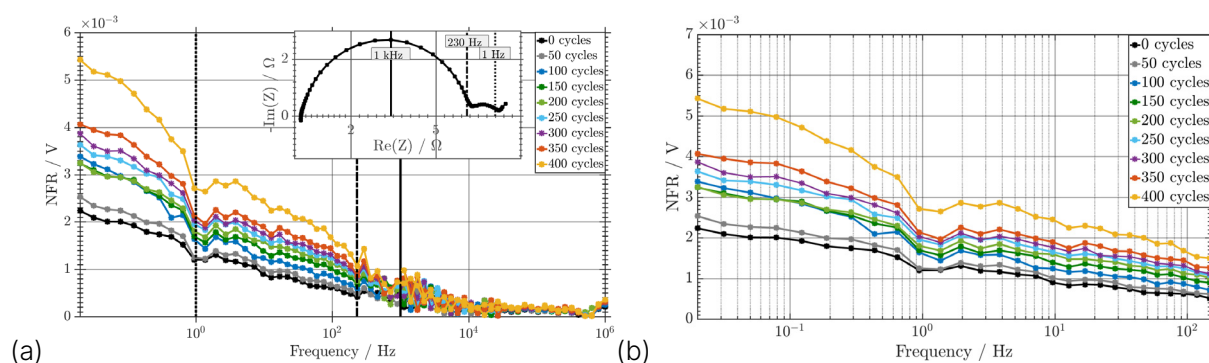 ×10⁻³
6
5
4
3
2
1
0
NFR / V
10⁰
10²
10⁴
10⁶
Frequency / Hz
-Im(Z) / Ω
2
0
2
5
Re(Z) / Ω
1 kHz
230 Hz
1 Hz
0 cycles
50 cycles
100 cycles
150 cycles
200 cycles
250 cycles
300 cycles
350 cycles
400 cycles
(a)
×10⁻³
7
6
5
4
3
2
1
0
NFR / V
10⁻¹
10⁰
10¹
10²
Frequency / Hz
0 cycles
50 cycles
100 cycles
150 cycles
200 cycles
250 cycles
300 cycles
350 cycles
400 cycles
(b)